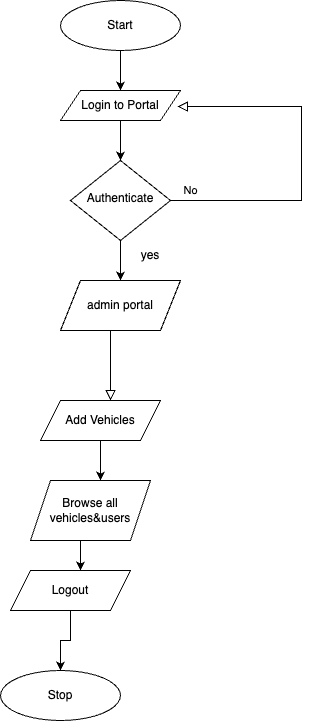 Start
Login to Portal
Authenticate
No
yes
admin portal
Add Vehicles
Browse all
vehicles&users
Logout
Stop